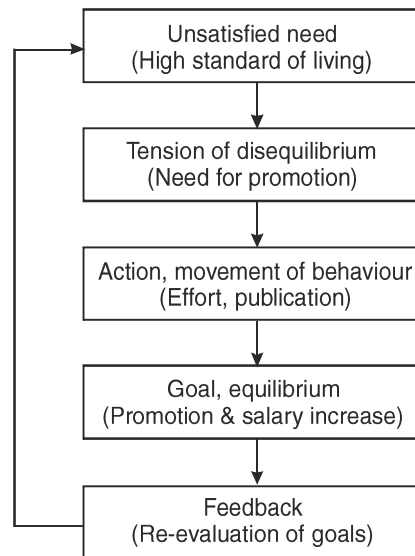 Unsatisfied need
(High standard of living)
Tension of disequilibrium
(Need for promotion)
Action, movement of behaviour
(Effort, publication)
Goal, equilibrium
(Promotion & salary increase)
Feedback
(Re-evaluation of goals)